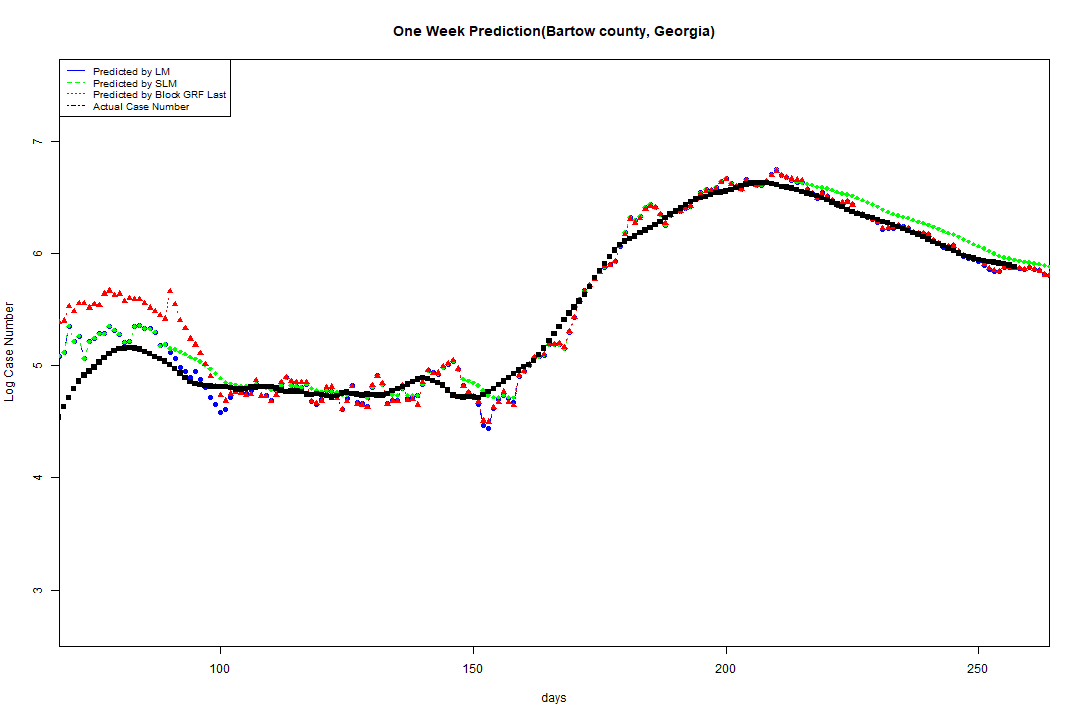 One Week Prediction(Bartow county, Georgia)
Predicted by LM
Predicted by SLM
Predicted by Block GRF Last
Actual Case Number
7
6
5
4
3
Log Case Number
100
150
200
250
days